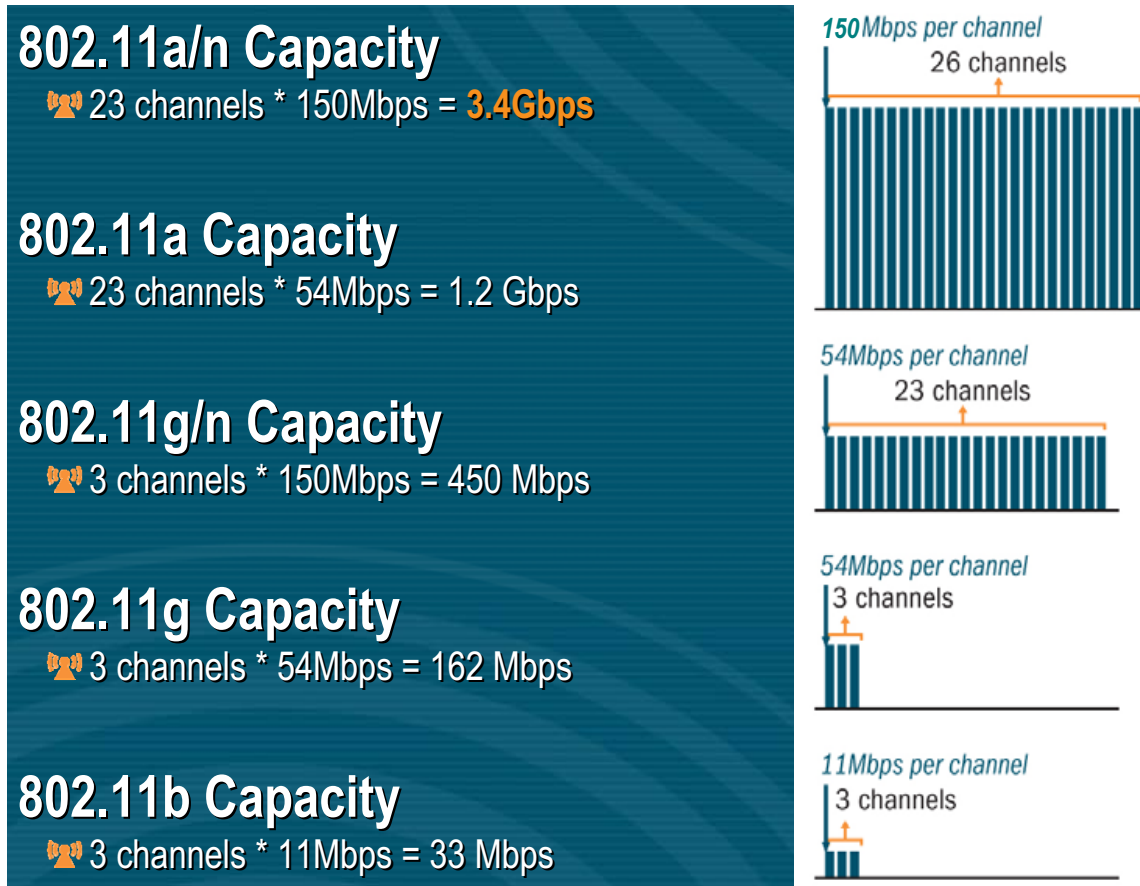 802.11a/n Capacity
23 channels * 150Mbps = 3.4Gbps
802.11a Capacity
23 channels * 54Mbps = 1.2 Gbps
802.11g/n Capacity
3 channels * 150Mbps = 450 Mbps
802.11g Capacity
3 channels * 54Mbps = 162 Mbps
802.11b Capacity
3 channels * 11Mbps = 33 Mbps
150 Mbps per channel
26 channels
54Mbps per channel
23 channels
54Mbps per channel
3 channels
11Mbps per channel
3 channels